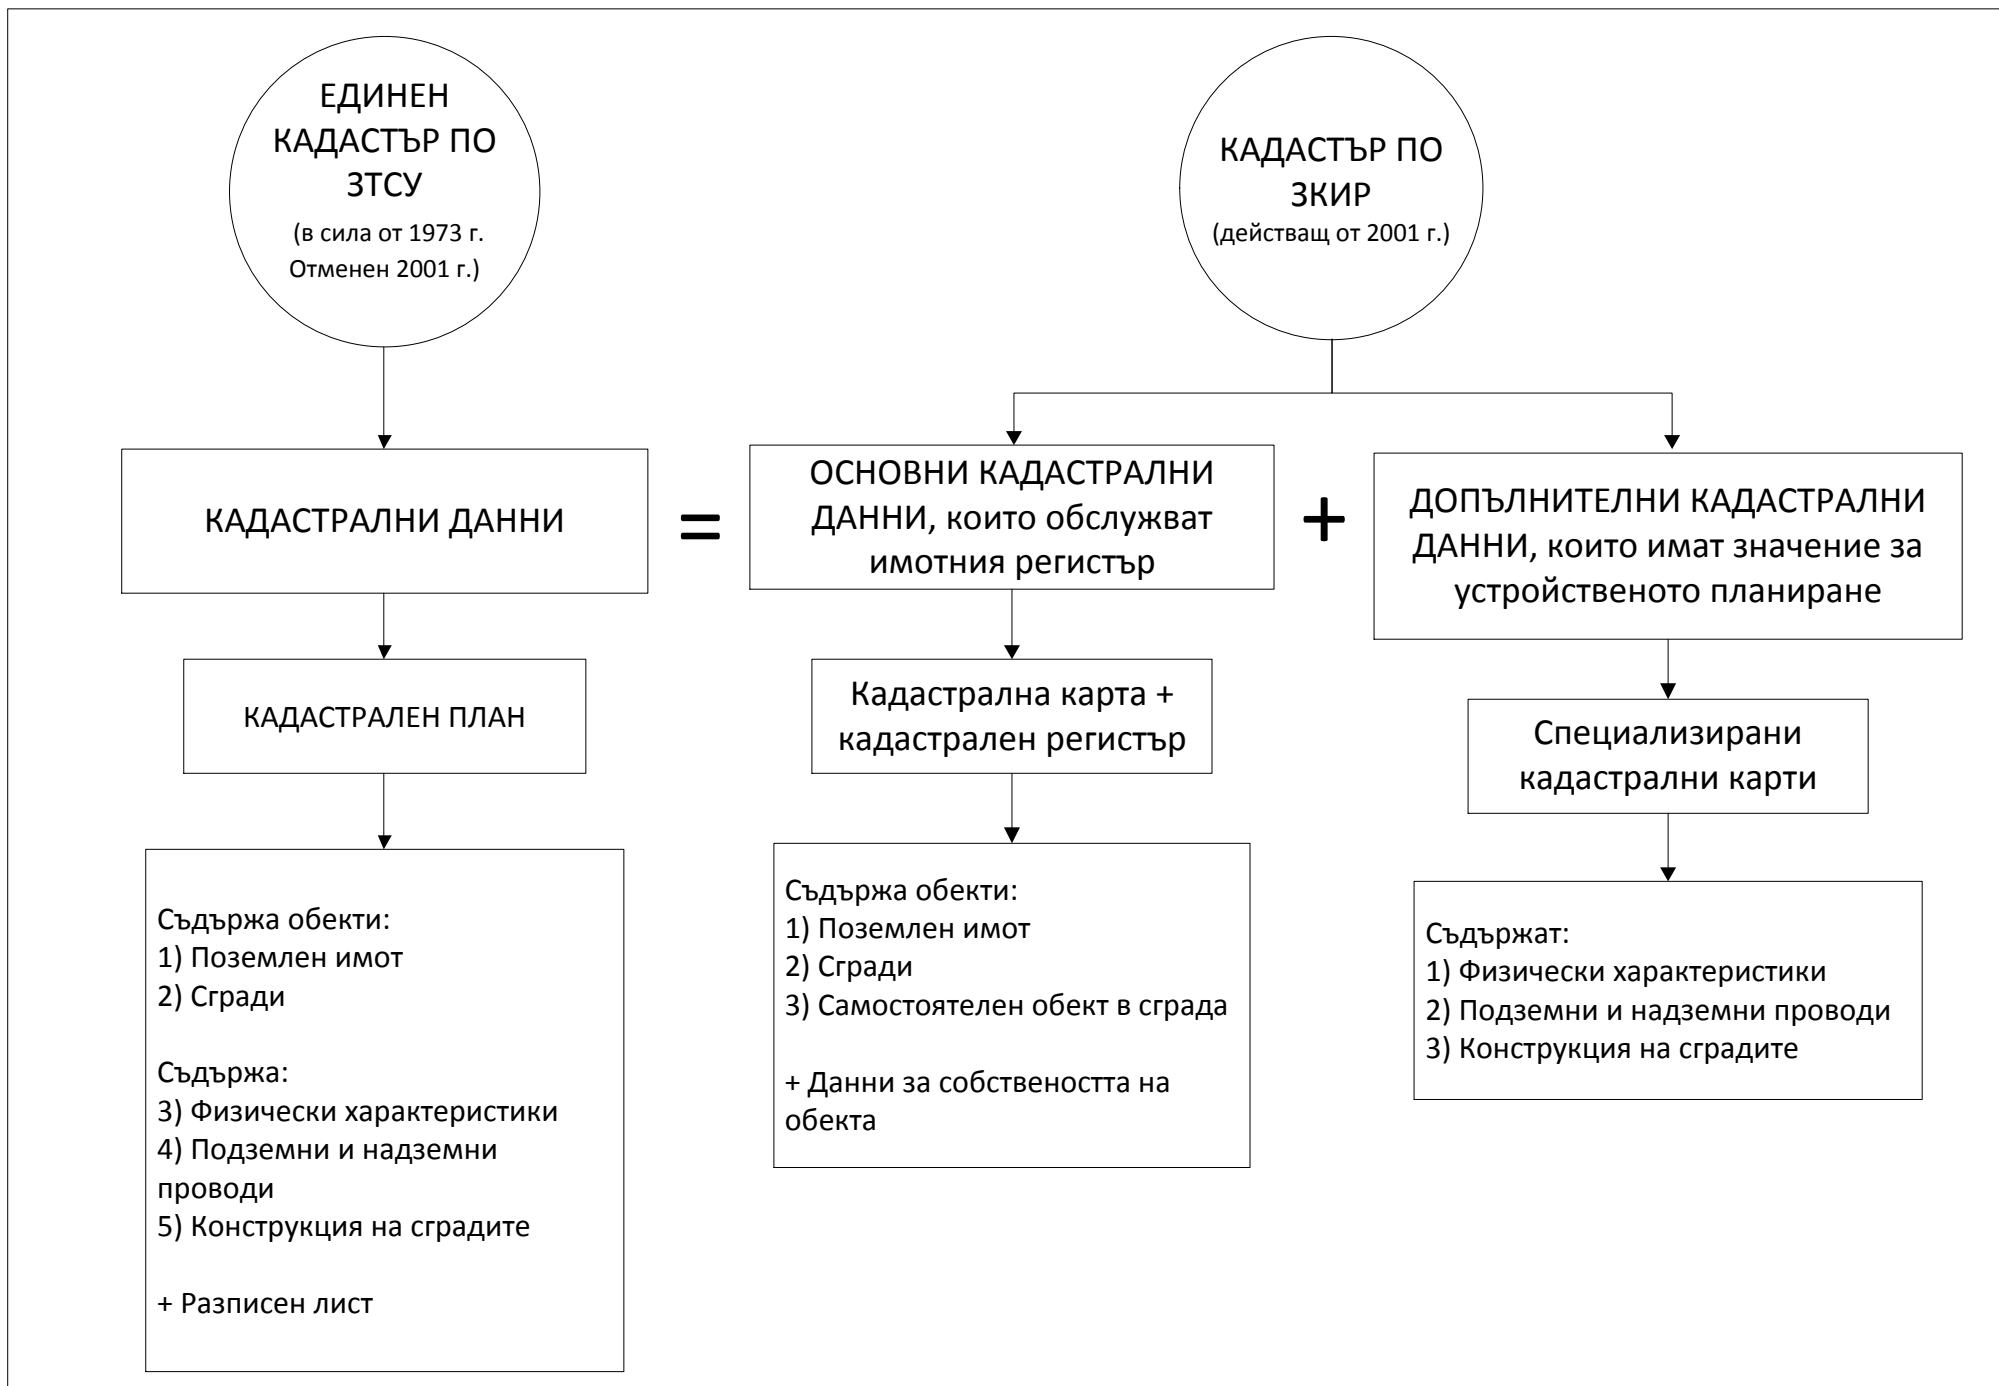 ЕДИНЕН
КАДАСТЪР ПО
ЗТСУ
(в сила от 1973 г.
Отменен 2001 г.)
КАДАСТЪР ПО
ЗКИР
(действащ от 2001 г.)
КАДАСТРАЛНИ ДАННИ
=
ОСНОВНИ КАДАСТРАЛНИ
ДАННИ, които обслужват
имотния регистър
+
ДОПЪЛНИТЕЛНИ КАДАСТРАЛНИ
ДАННИ, които имат значение за
устройственото планиране
КАДАСТРАЛЕН ПЛАН
Кадастрална карта +
кадастрален регистър
Специализирани
кадастрални карти
Съдържа обекти:
1) Поземлен имот
2) Сгради
Съдържа:
3) Физически характеристики
4) Подземни и надземни
проводи
5) Конструкция на сградите
+ Разписен лист
Съдържа обекти:
1) Поземлен имот
2) Сгради
3) Самостоятелен обект в сграда
+ Данни за собствеността на
обекта
Съдържат:
1) Физически характеристики
2) Подземни и надземни проводи
3) Конструкция на сградите